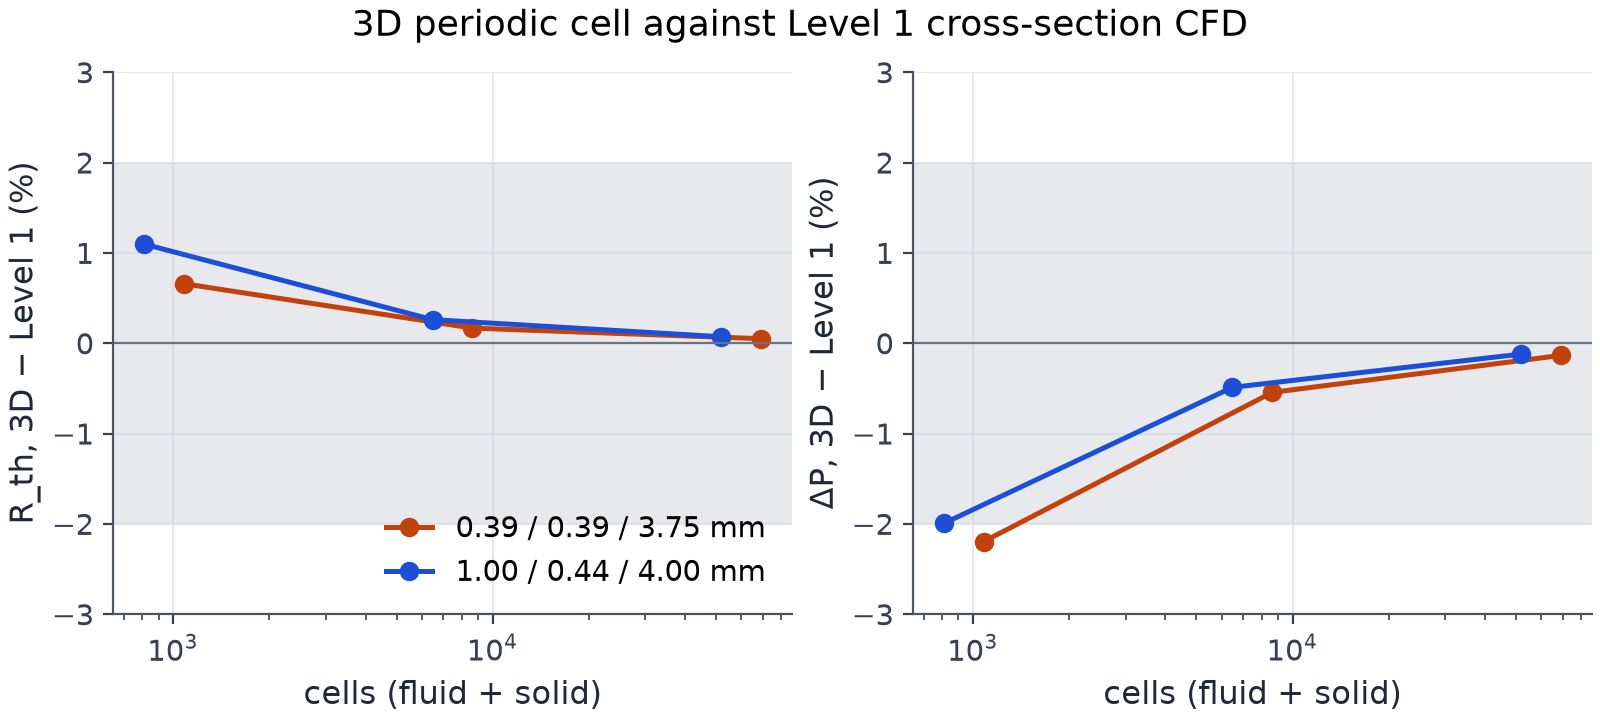 3D periodic cell against Level 1 cross-section CFD
R_th, 3D − Level 1 (%)
3
2
1
0
−1
−2
−3
0.39 / 0.39 / 3.75 mm
1.00 / 0.44 / 4.00 mm
10³
10⁴
cells (fluid + solid)
ΔP, 3D − Level 1 (%)
3
2
1
0
−1
−2
−3
10³
10⁴
cells (fluid + solid)